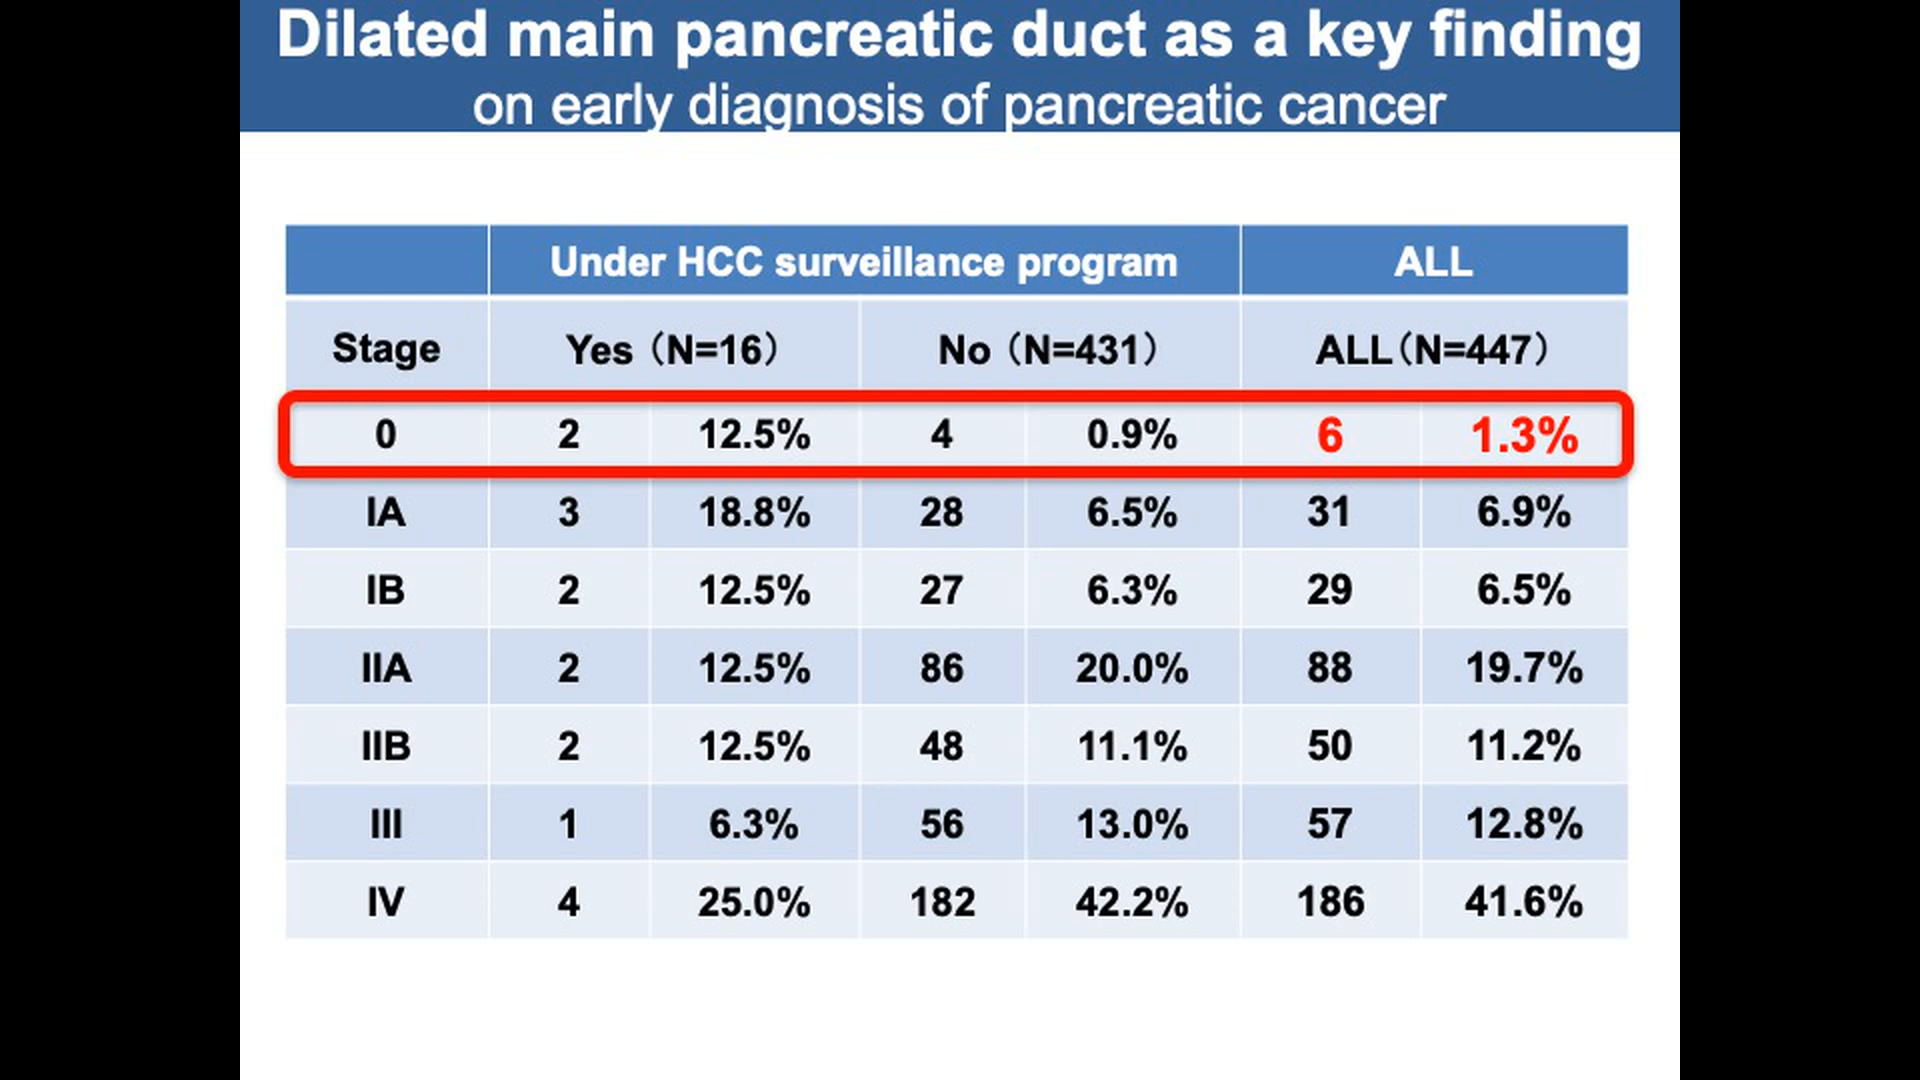 Dilated main pancreatic duct as a key finding
on early diagnosis of pancreatic cancer
Under HCC surveillance program ALL
Stage Yes（N=16） No（N=431） ALL（N=447）
0 2 12.5% 4 0.9% 6 1.3%
IA 3 18.8% 28 6.5% 31 6.9%
IB 2 12.5% 27 6.3% 29 6.5%
IIA 2 12.5% 86 20.0% 88 19.7%
IIB 2 12.5% 48 11.1% 50 11.2%
III 1 6.3% 56 13.0% 57 12.8%
IV 4 25.0% 182 42.2% 186 41.6%